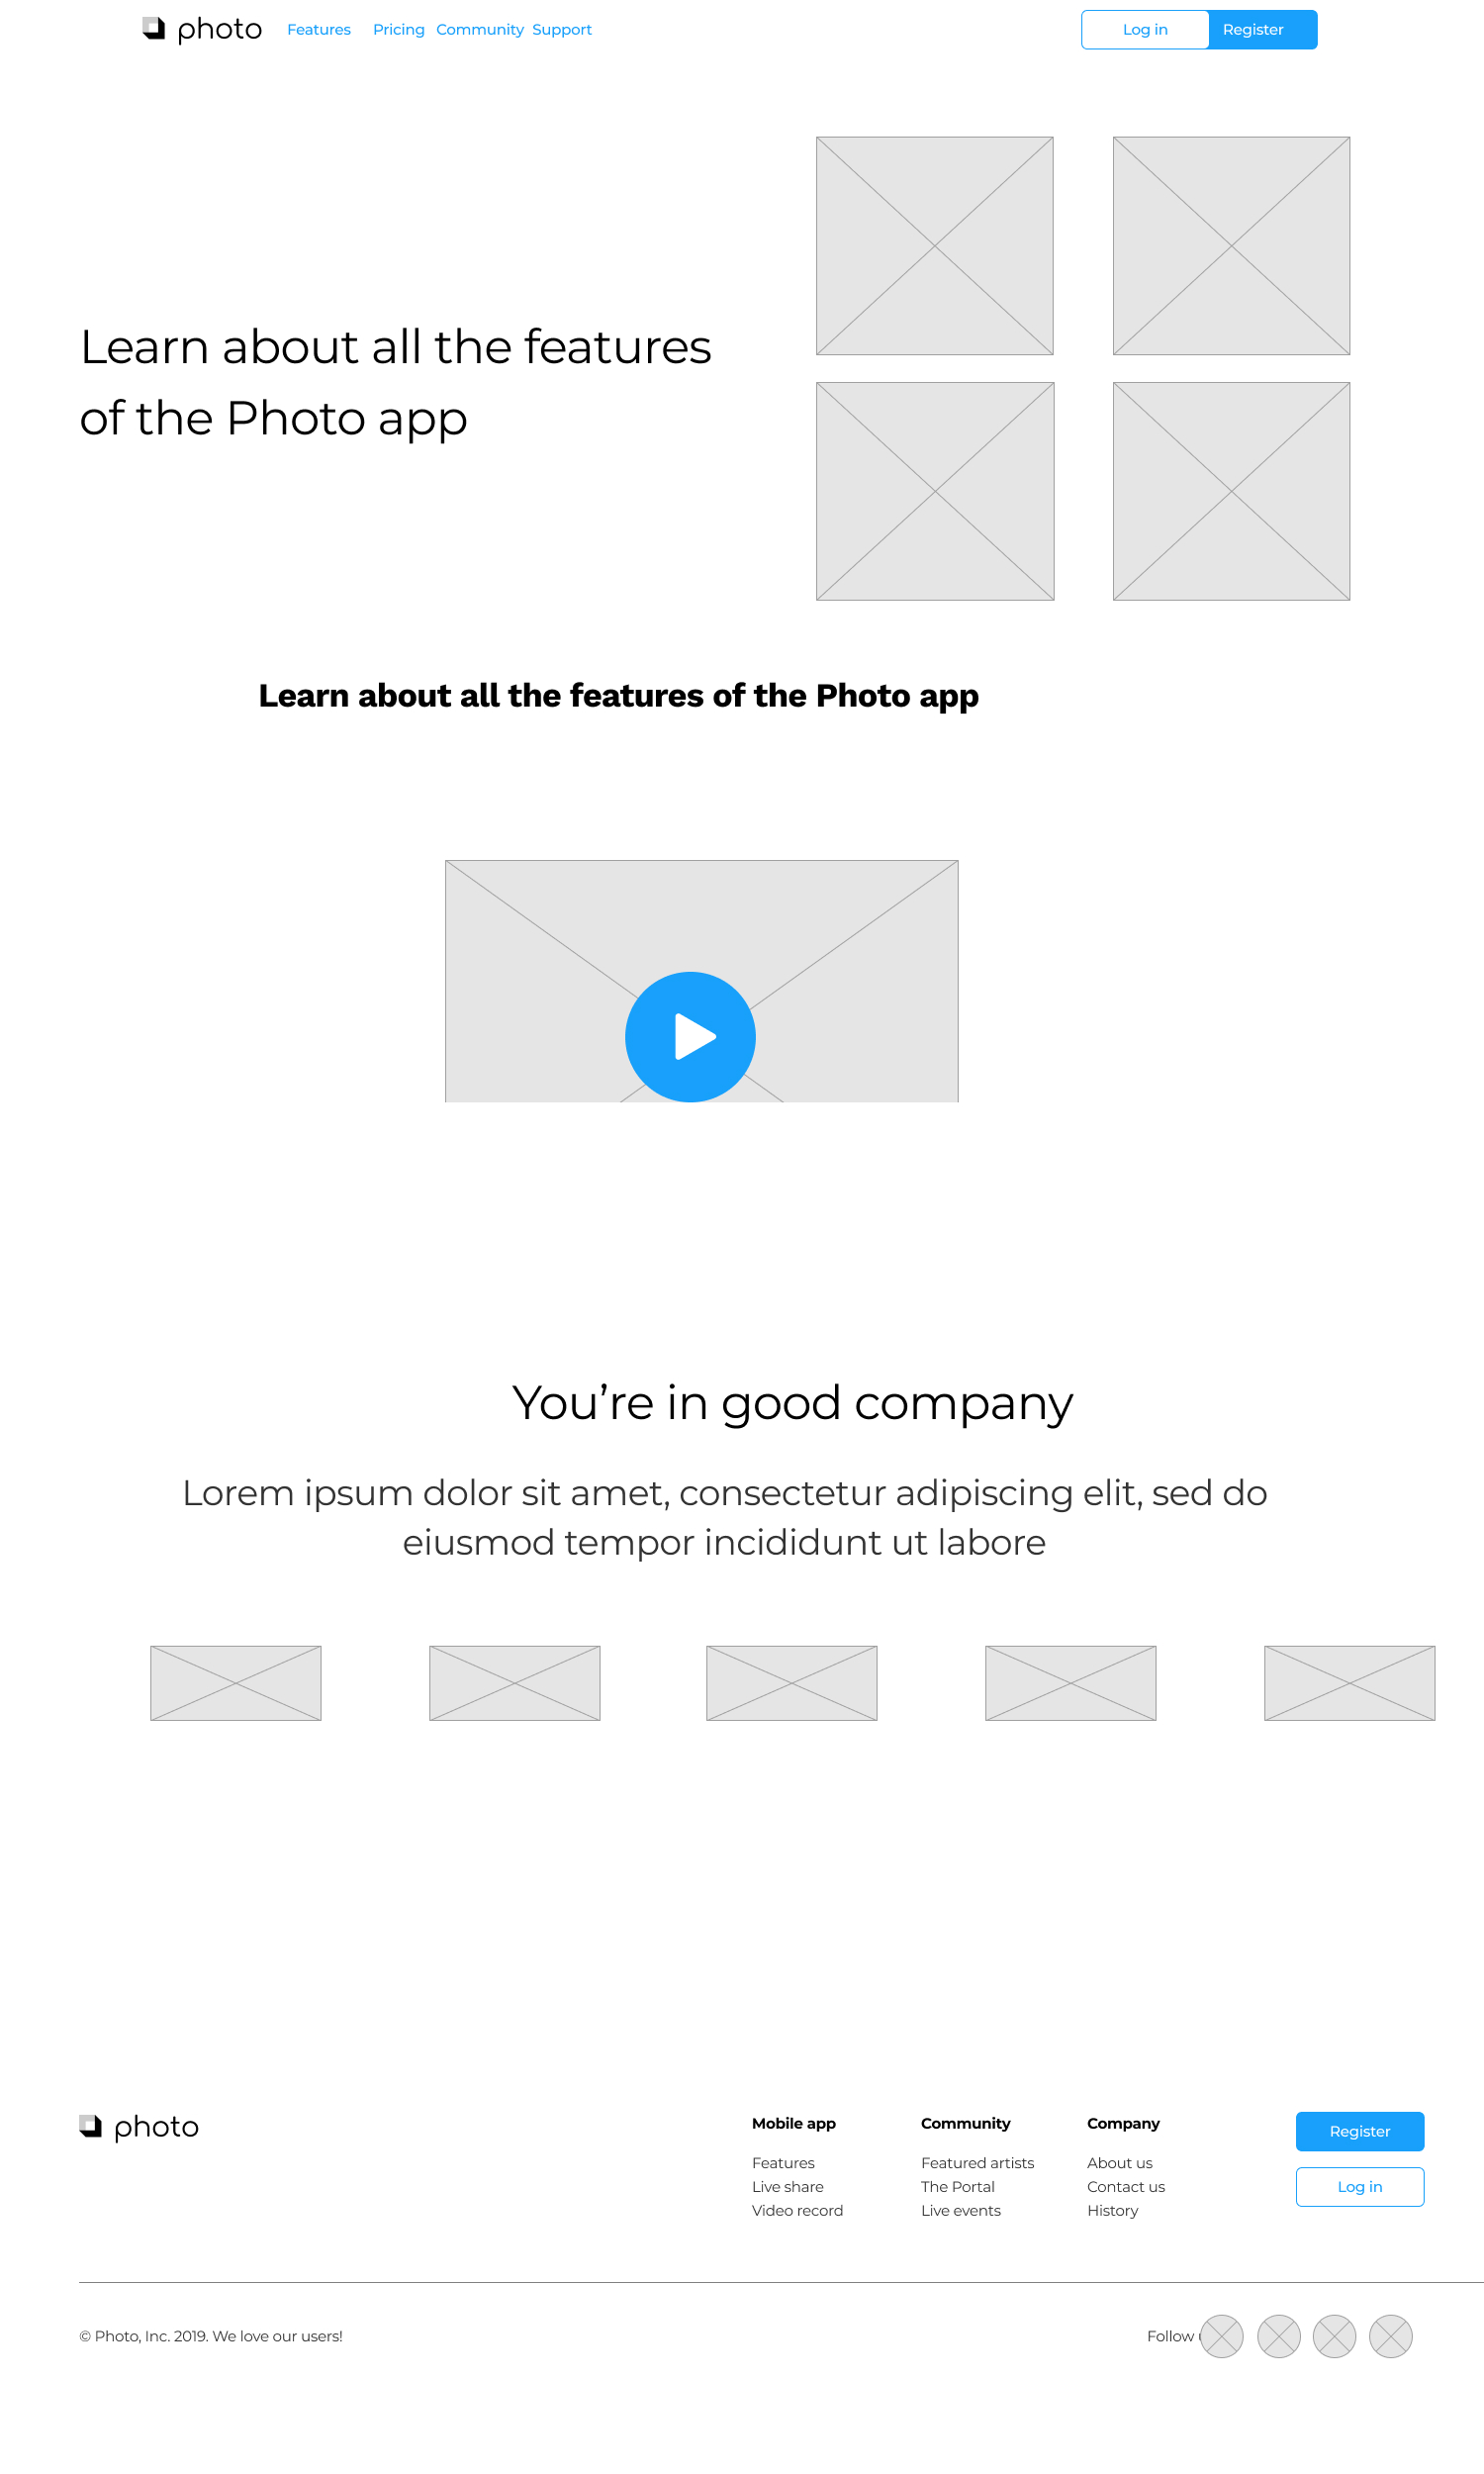 photo
Features Pricing Community Support
Log in Register
Learn about all the features
of the Photo app
Learn about all the features of the Photo app
You’re in good company
Lorem ipsum dolor sit amet, consectetur adipiscing elit, sed do
eiusmod tempor incididunt ut labore
photo
Mobile app
Features
Live share
Video record
Community
Featured artists
The Portal
Live events
Company
About us
Contact us
History
Register
Log in
© Photo, Inc. 2019. We love our users!
Follow